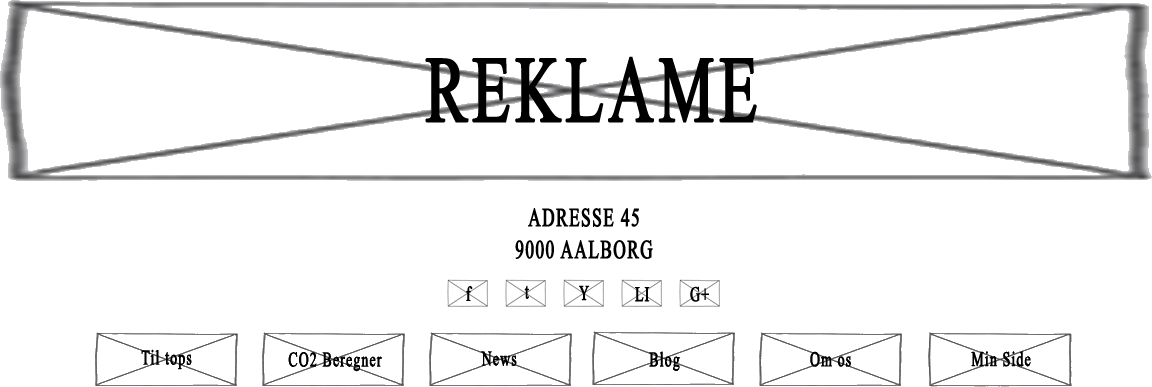 REKLAME
ADRESSE 45
9000 AALBORG
f t Y LI G+
Til tops CO2 Beregner News Blog Om os Min Side